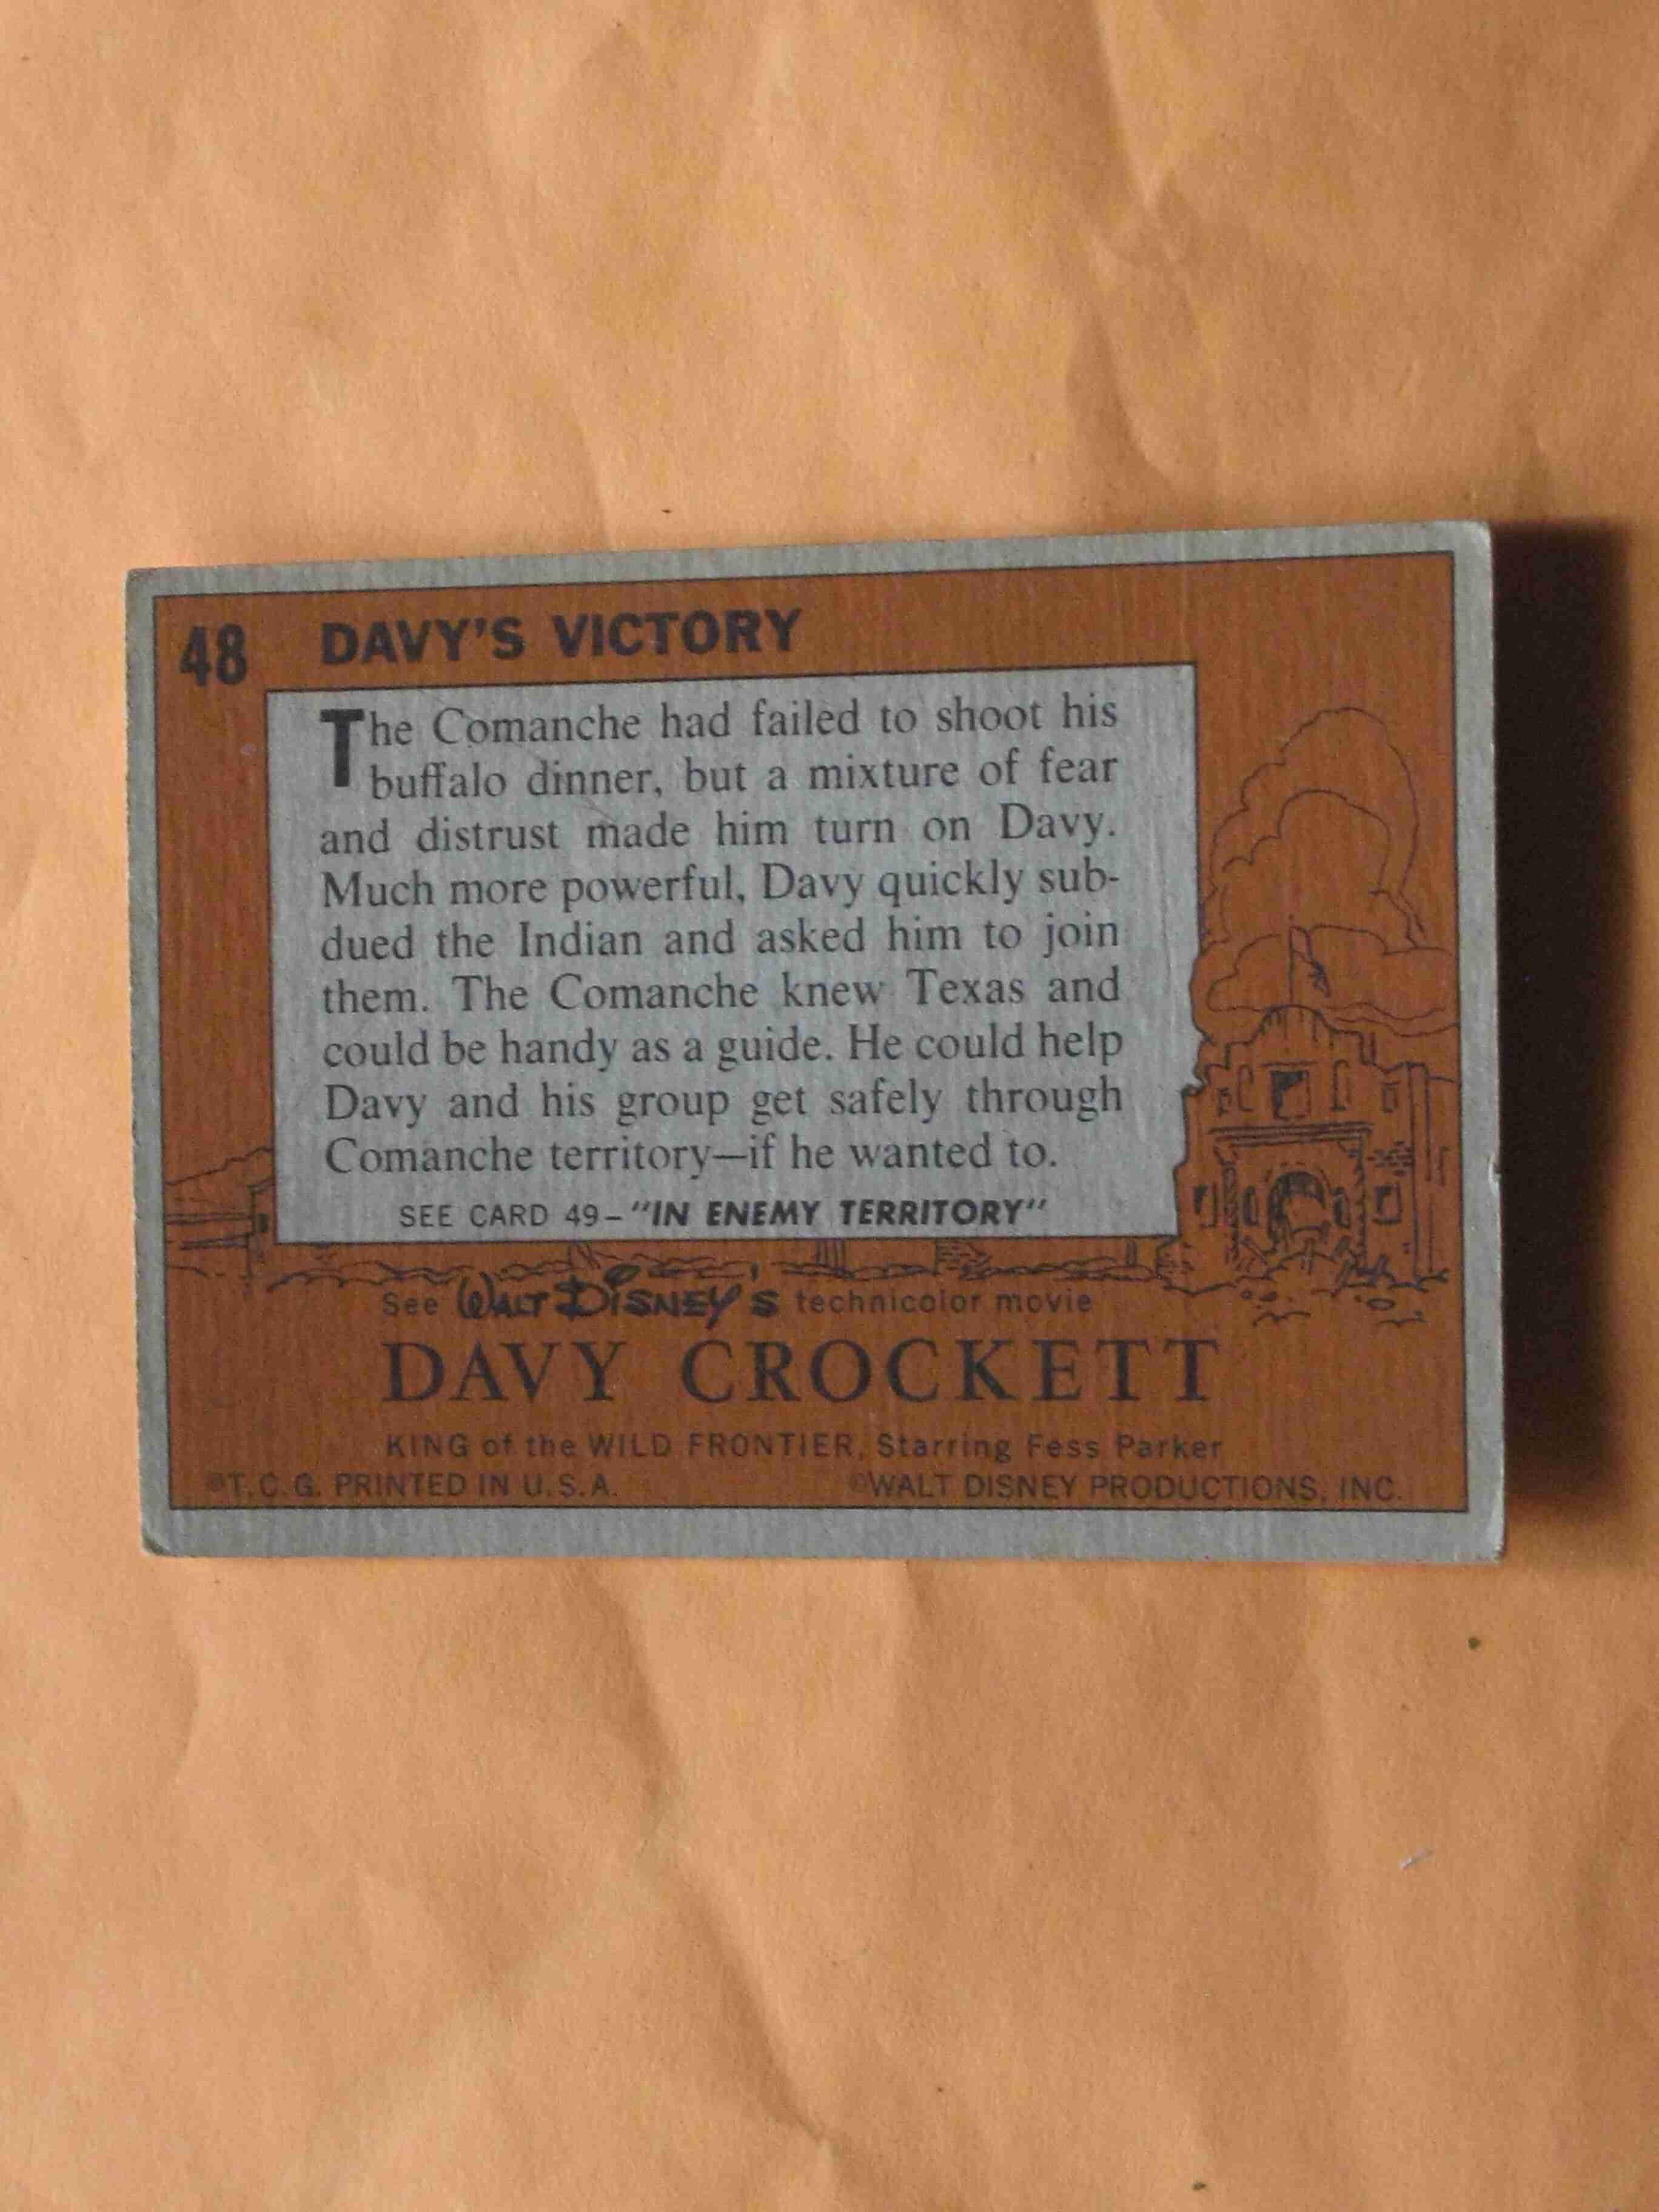 48 DAVY'S VICTORY
The Comanche had failed to shoot his
buffalo dinner, but a mixture of fear
and distrust made him turn on Davy.
Much more powerful, Davy quickly sub-
dued the Indian and asked him to join
them. The Comanche knew Texas and
could be handy as a guide. He could help
Davy and his group get safely through
Comanche territory—if he wanted to.
SEE CARD 49–"IN ENEMY TERRITORY"
See WALT DISNEY'S technicolor movie
DAVY CROCKETT
KING of the WILD FRONTIER, Starring Fess Parker
©T.C.G. PRINTED IN U.S.A. ©WALT DISNEY PRODUCTIONS, INC.